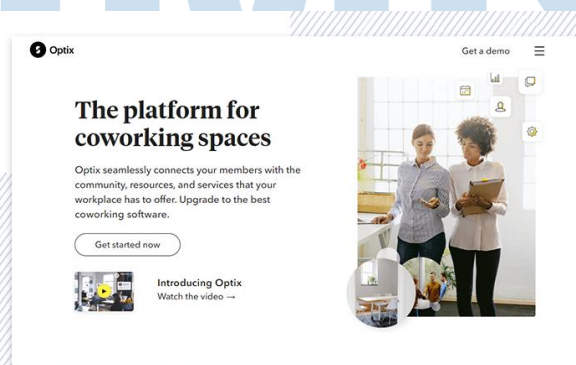 Optix
Get a demo
The platform for
coworking spaces
Optix seamlessly connects your members with the
community, resources, and services that your
workplace has to offer. Upgrade to the best
coworking software.
Get started now
Introducing Optix
Watch the video →